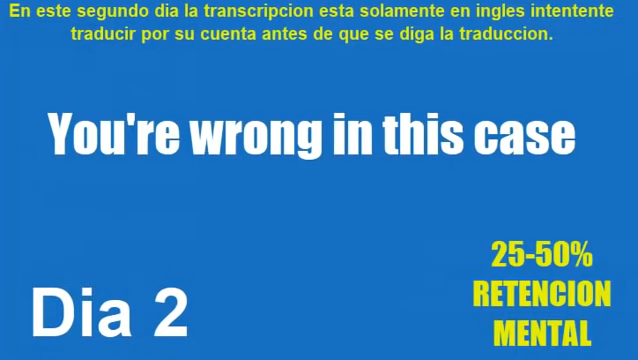 En este segundo dia la transcripcion esta solamente en ingles intentente
traducir por su cuenta antes de que se diga la traduccion.
You're wrong in this case
25-50%
RETENCION
MENTAL
Dia 2